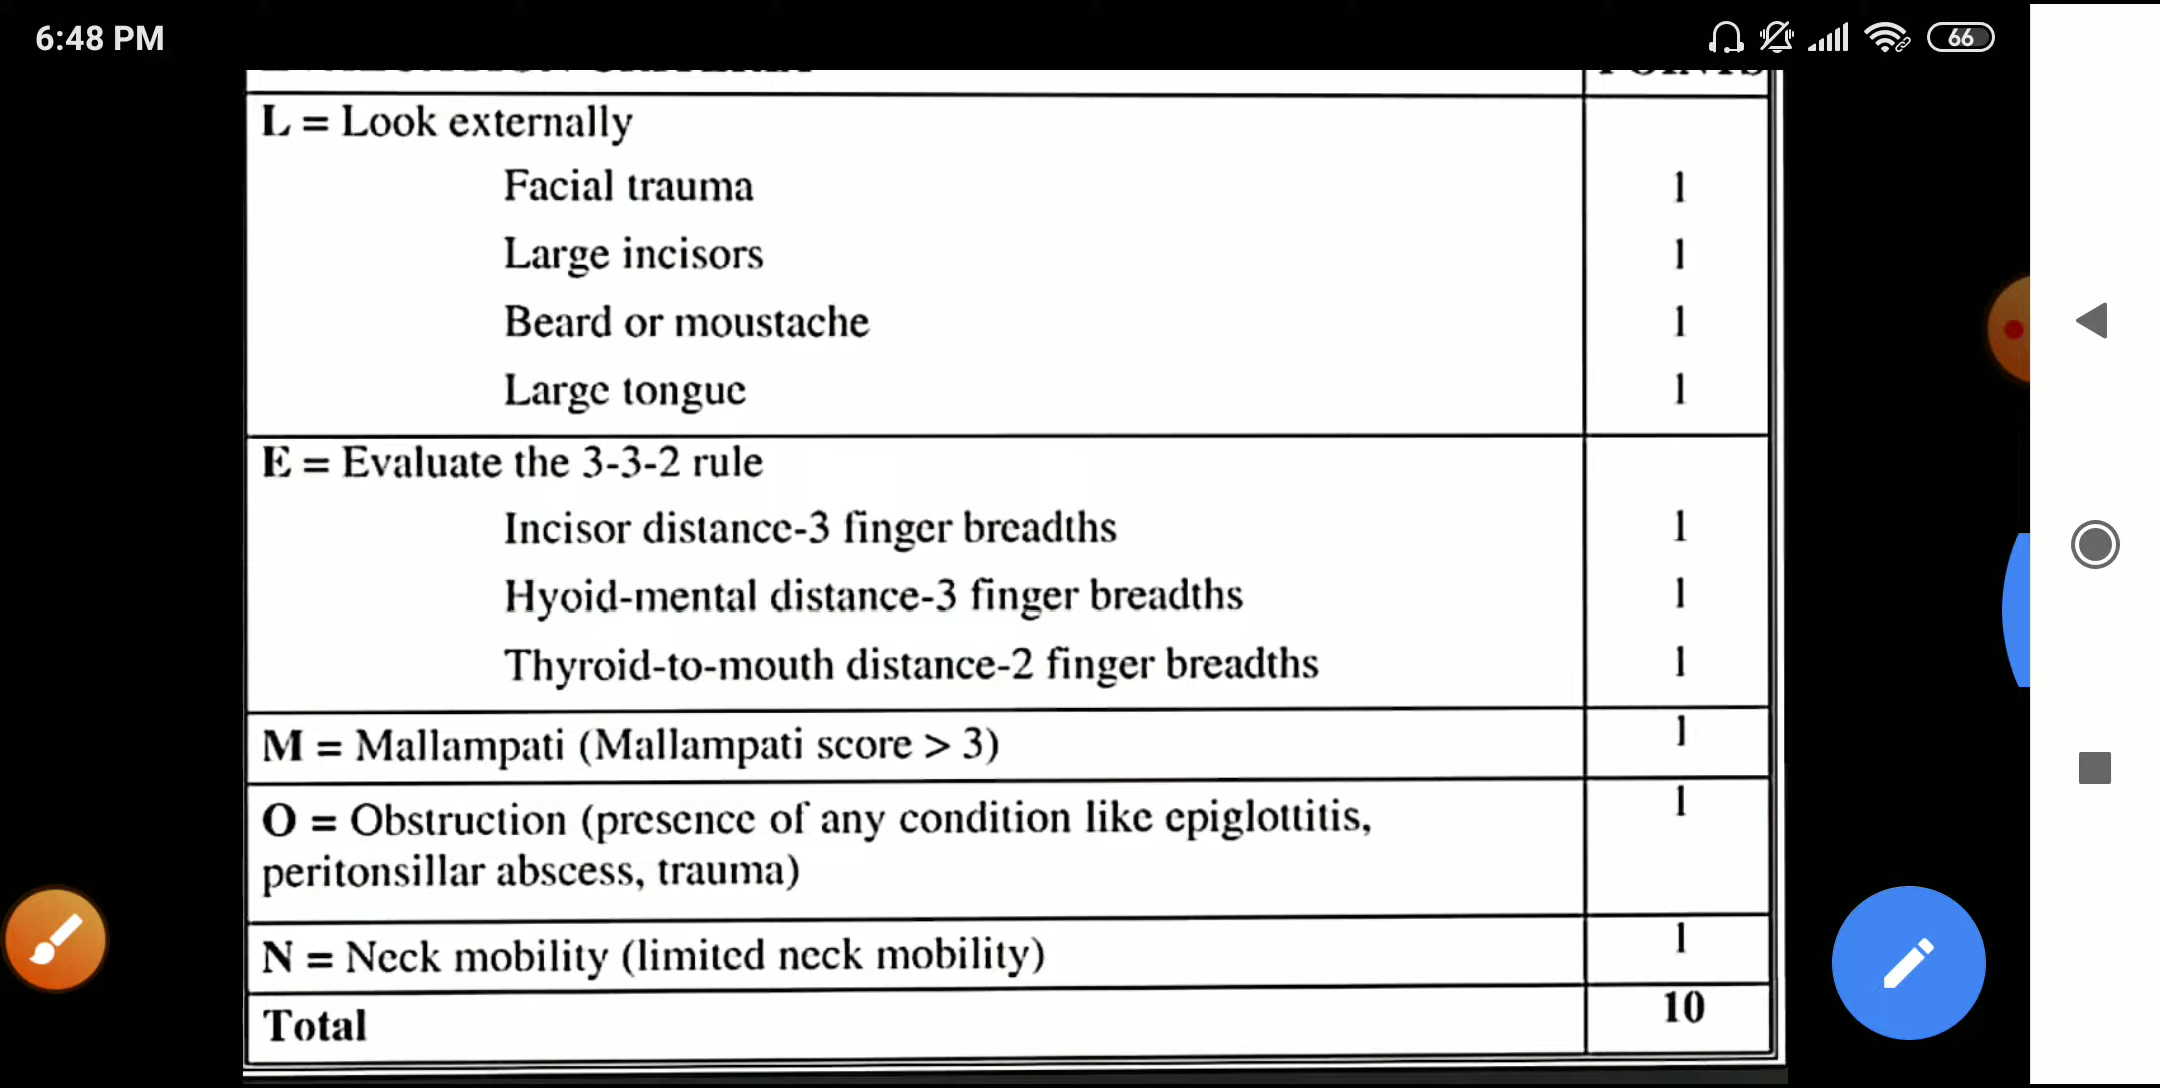 6:48 PM
66
L = Look externally
Facial trauma 1
Large incisors 1
Beard or moustache 1
Large tongue 1
E = Evaluate the 3-3-2 rule
Incisor distance-3 finger breadths 1
Hyoid-mental distance-3 finger breadths 1
Thyroid-to-mouth distance-2 finger breadths 1
M = Mallampati (Mallampati score > 3) 1
O = Obstruction (presence of any condition like epiglottitis, 1
peritonsillar abscess, trauma)
N = Neck mobility (limited neck mobility) 1
Total 10